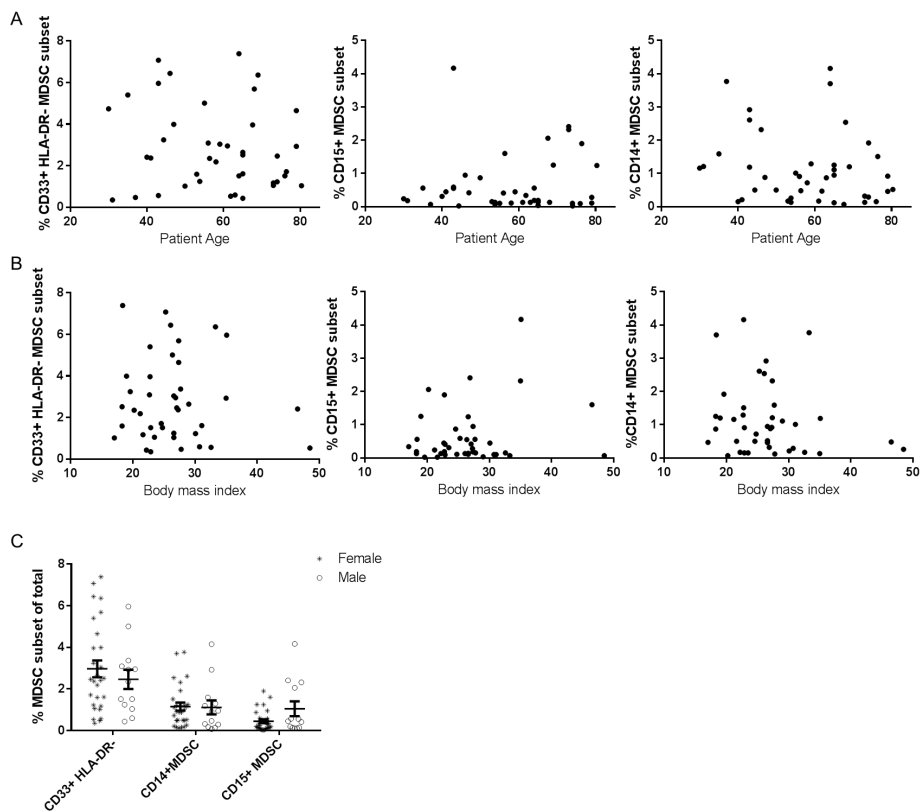 A
% CD33+ HLA-DR- MDSC subset
8
6
4
2
0
20 40 60 80
Patient Age
% CD15+ MDSC subset
5
4
3
2
1
0
20 40 60 80
Patient Age
% CD14+ MDSC subset
5
4
3
2
1
0
20 40 60 80
Patient Age
B
% CD33+ HLA-DR- MDSC subset
8
6
4
2
0
10 20 30 40 50
Body mass index
% CD15+ MDSC subset
5
4
3
2
1
0
10 20 30 40 50
Body mass index
%CD14+ MDSC subset
5
4
3
2
1
0
10 20 30 40 50
Body mass index
C
% MDSC subset of total
8
6
4
2
0
Female
Male
CD33+ HLA-DR-
CD14+MDSC
CD15+ MDSC